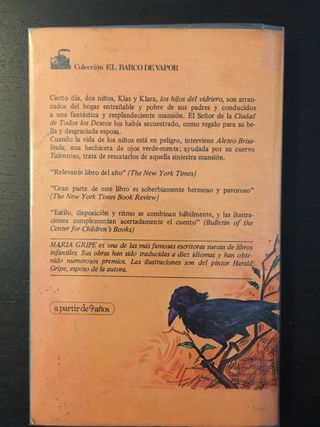 Colección EL BARCO DE VAPOR
Cierto día, dos niños, Klas y Klara, los hijos del vidriero, son arran-
cados del hogar entrañable y pobre de sus padres y conducidos
a una fantástica y resplandeciente mansión. El Señor de la Ciudad
de Todos los Deseos los había secuestrado, como regalo para su be-
lla y desgraciada esposa.
Cuando la vida de los niños está en peligro, interviene Aleteo Brisa-
linda, una hechicera de ojos verde-menta; ayudada por su cuervo
Talentoso, trata de rescatarlos de aquella siniestra mansión.
“Relevante libro del año” (The New York Times)
“Gran parte de este libro es soberbiamente hermoso y pavoroso”
(The New York Times Book Review)
“Estilo, disposición y ritmo se combinan hábilmente, y las ilustra-
ciones complementan acertadamente el cuento” (Bulletin of the
Center for Children's Books)
MARIA GRIPE es una de las más famosas escritoras suecas de libros
infantiles. Sus obras han sido traducidas a diez idiomas y han obte-
nido numerosos premios. Las ilustraciones son del pintor Harald
Gripe, esposo de la autora.
a partir de 9 años